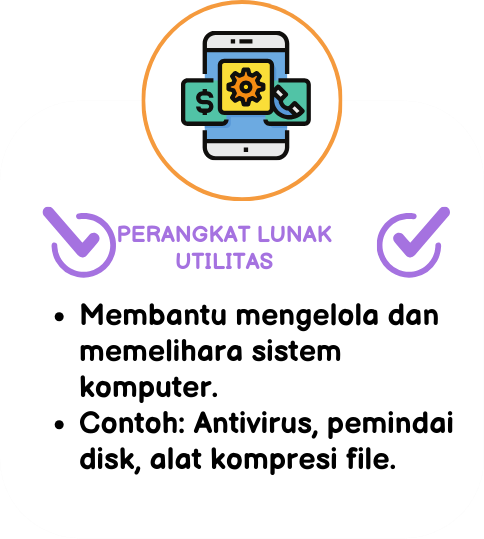 $
PERANGKAT LUNAK
UTILITAS
• Membantu mengelola dan
memelihara sistem
komputer.
• Contoh: Antivirus, pemindai
disk, alat kompresi file.